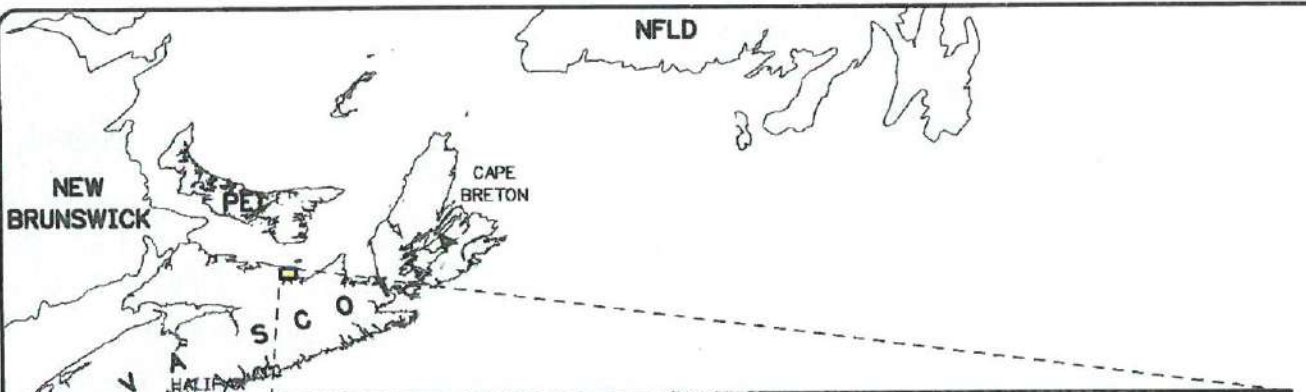 NFLD
CAPE
BRETON
NEW
BRUNSWICK
PEI
S C O
V A
HALIFAX